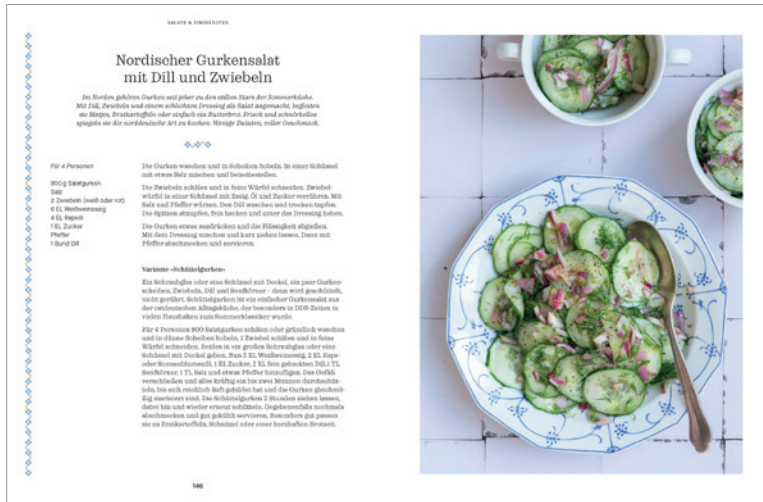 SALATE & EINGELEGTES
Nordischer Gurkensalat
mit Dill und Zwiebeln
Im Norden gehören Gurken seit jeher zu den stillen Stars der Sommerküche.
Mit Dill, Zwiebeln und einem schlichten Dressing als Salat angemacht, begleiten
sie Matjes, Bratkartoffeln oder einfach ein Butterbrot. Frisch und schnörkellos
spiegeln sie die norddeutsche Art zu kochen: Wenige Zutaten, voller Geschmack.
Für 4 Personen
800 g Salatgurken
Salz
2 Zwiebeln (weiß oder rot)
6 EL Weißweinessig
4 EL Rapsöl
1 EL Zucker
Pfeffer
1 Bund Dill
Die Gurken waschen und in Scheiben hobeln. In einer Schüssel
mit etwas Salz mischen und beiseitestellen.
Die Zwiebeln schälen und in feine Würfel schneiden. Zwiebel-
würfel in einer Schüssel mit Essig, Öl und Zucker verrühren. Mit
Salz und Pfeffer würzen. Den Dill waschen und trocken tupfen.
Die Spitzen abzupfen, fein hacken und unter das Dressing heben.
Die Gurken etwas ausdrücken und die Flüssigkeit abgießen.
Mit dem Dressing mischen und kurz ziehen lassen. Dann mit
Pfeffer abschmecken und servieren.
Variante «Schüttelgurken»
Ein Schraubglas oder eine Schüssel mit Deckel, ein paar Gurken-
scheiben, Zwiebeln, Dill und Senfkörner – dann wird geschüttelt,
nicht gerührt. Schüttelgurken ist ein einfacher Gurkensalat aus
der ostdeutschen Alltagsküche, der besonders in DDR-Zeiten in
vielen Haushalten zum Sommerklassiker wurde.
Für 4 Personen 800 Salatgurken schälen oder gründlich waschen
und in dünne Scheiben hobeln. 1 Zwiebel schälen und in feine
Würfel schneiden. Beides in ein großes Schraubglas oder eine
Schüssel mit Deckel geben. Nun 5 EL Weißweinessig, 2 EL Raps-
oder Sonnenblumenöl, 1 EL Zucker, 2 EL fein gehackten Dill, 1 TL
Senfkörner, 1 TL Salz und etwas Pfeffer hinzufügen. Das Gefäß
verschließen und alles kräftig ein bis zwei Minuten durchschüt-
teln, bis sich reichlich Saft gebildet hat und die Gurken gleichmä-
ßig mariniert sind. Die Schüttelgurken 2 Stunden ziehen lassen,
dabei hin und wieder erneut schütteln. Gegebenenfalls nochmals
abschmecken und gut gekühlt servieren. Besonders gut passen
sie zu Bratkartoffeln, Schnitzel oder einer herzhaften Brotzeit.
146